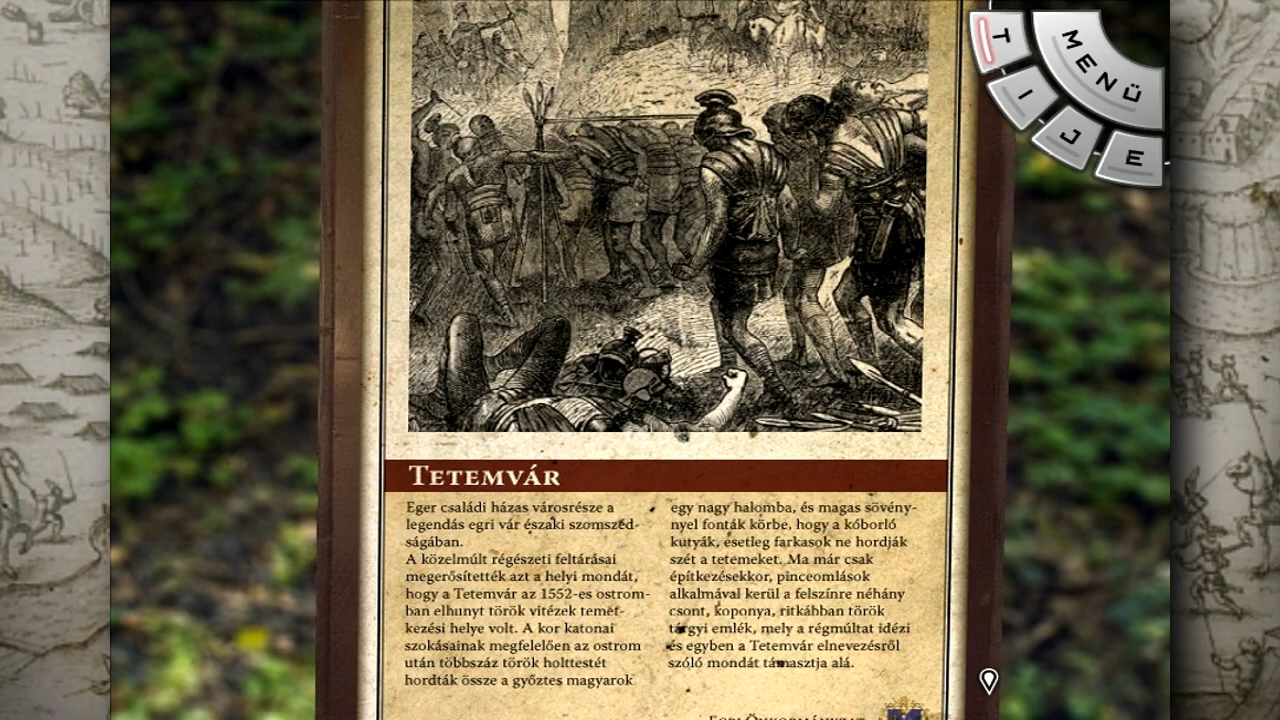 T
I
J
E
MENÜ
TETEMVÁR
Eger családi házas városrésze a
legendás egri vár északi szomszéd-
ságában.
A közelmúlt régészeti feltárásai
megerősítették azt a helyi mondát,
hogy a Tetemvár az 1552-es ostrom-
ban elhunyt török vitézek temet-
kezési helye volt. A kor katonai
szokásainak megfelelően az ostrom
után többszáz török holttestét
hordták össze a győztes magyarok
egy nagy halomba, és magas sövény-
nyel fonták körbe, hogy a kóborló
kutyák, esetleg farkasok ne hordják
szét a tetemeket. Ma már csak
építkezésekkor, pinceomlások
alkalmával kerül a felszínre néhány
csont, koponya, ritkábban török
tárgyi emlék, mely a régmúltat idézi
és egyben a Tetemvár elnevezésről
szóló mondát támasztja alá.